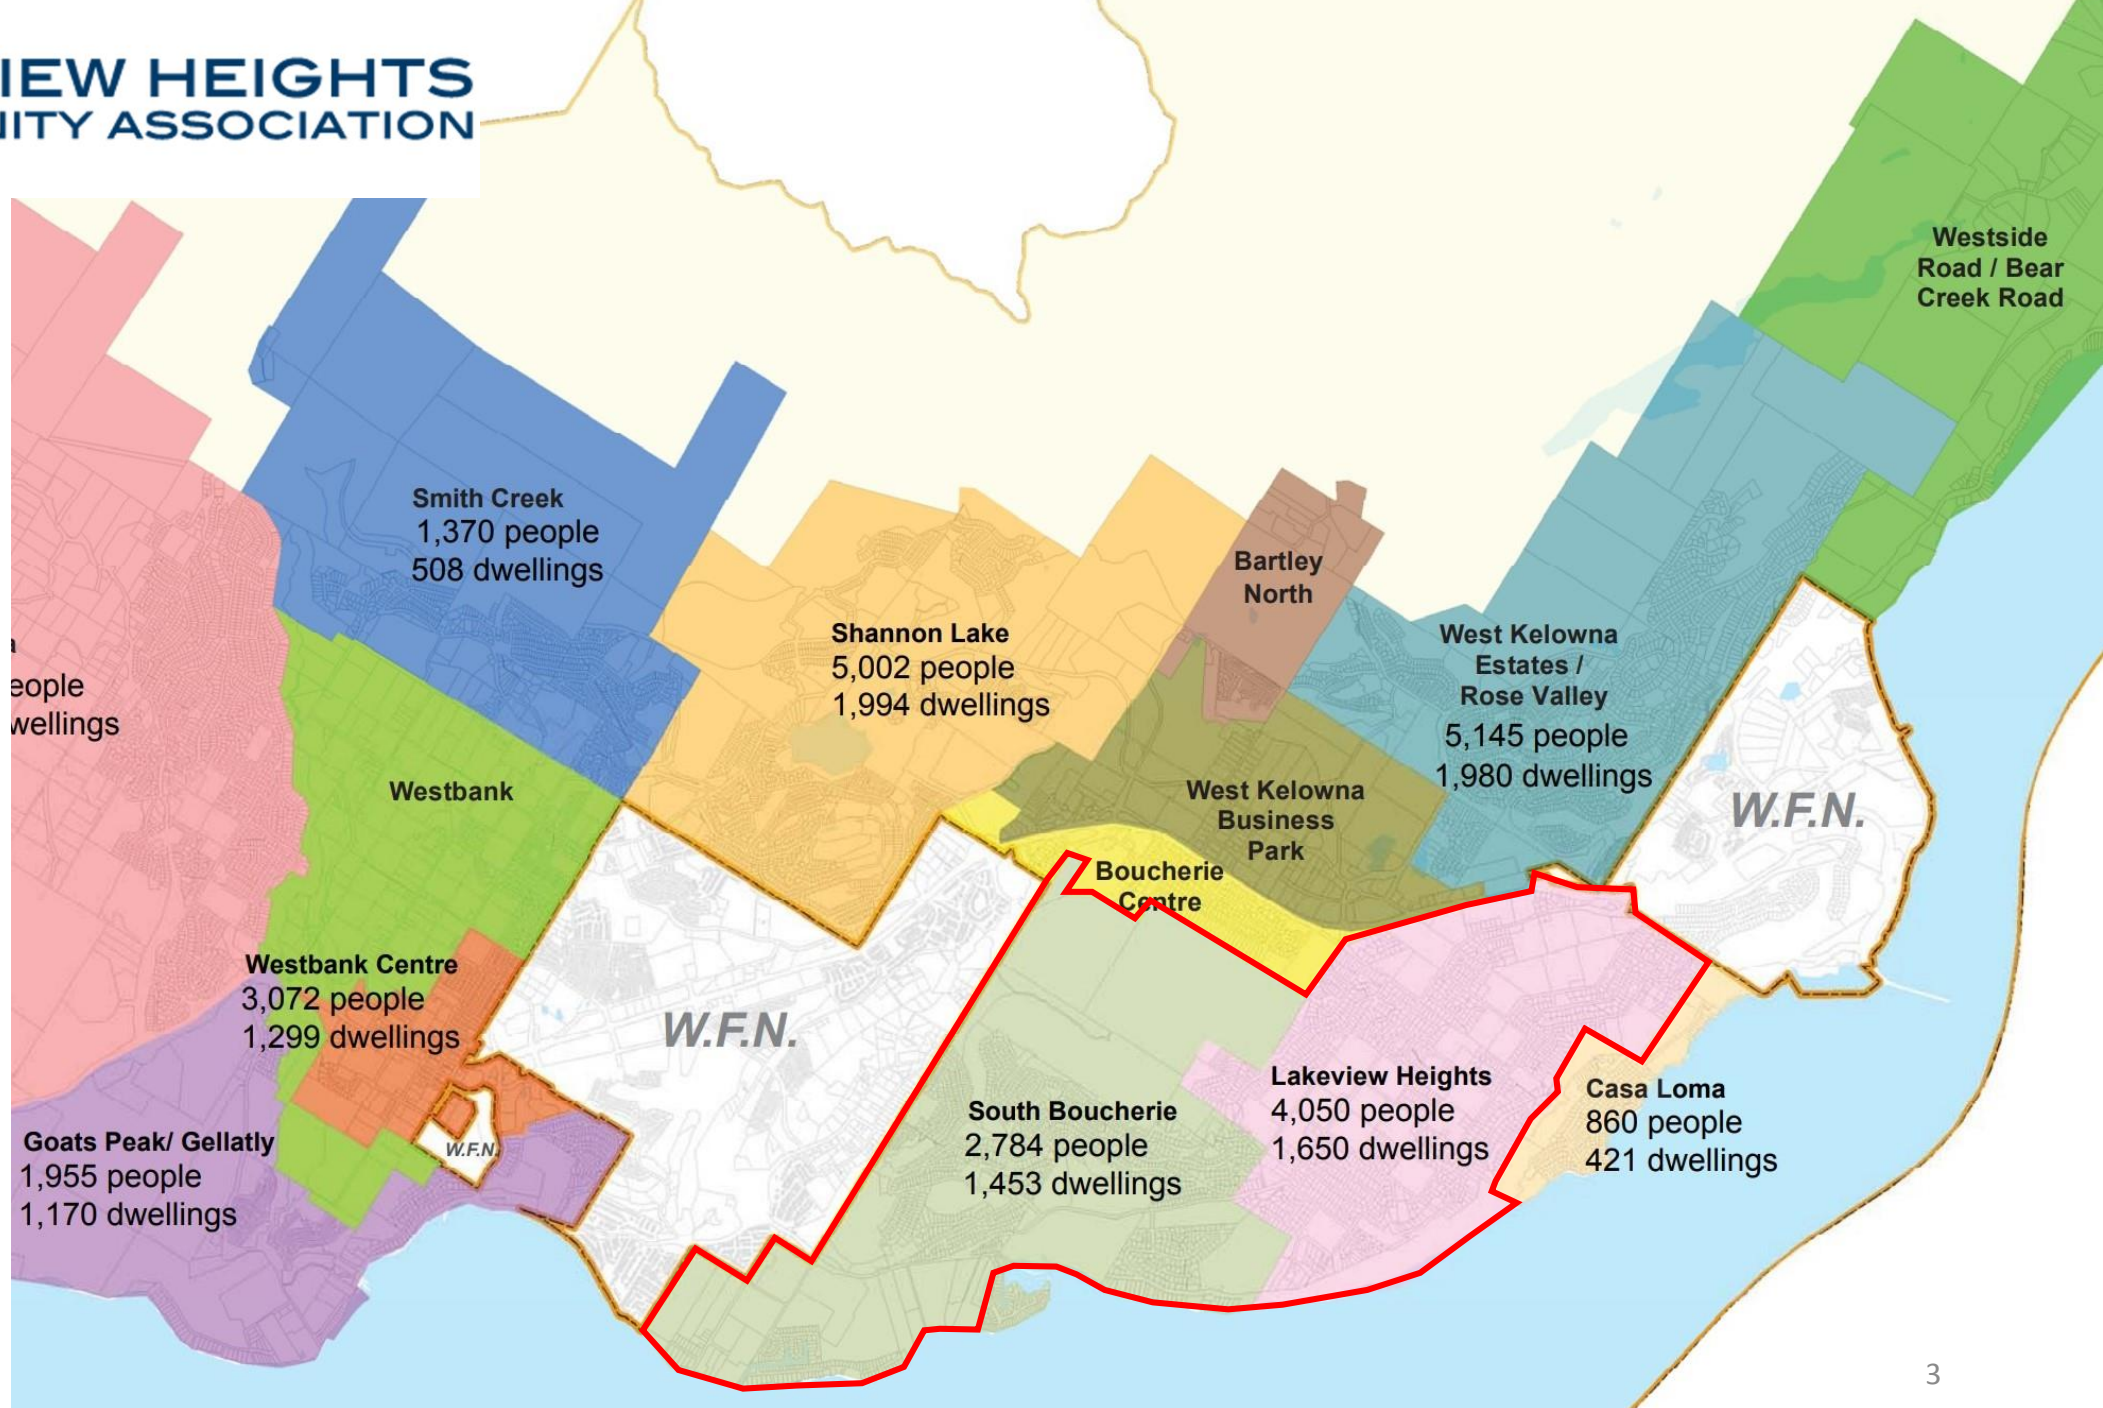 IEW HEIGHTS
NITY ASSOCIATION
Westside
Road / Bear
Creek Road
Smith Creek
1,370 people
508 dwellings
Bartley
North
Shannon Lake
5,002 people
1,994 dwellings
West Kelowna
Estates /
Rose Valley
5,145 people
1,980 dwellings
a
eople
wellings
Westbank
West Kelowna
Business
Park
W.F.N.
Boucherie
Centre
Westbank Centre
3,072 people
1,299 dwellings
W.F.N.
Lakeview Heights
4,050 people
1,650 dwellings
Casa Loma
860 people
421 dwellings
South Boucherie
2,784 people
1,453 dwellings
Goats Peak/ Gellatly
1,955 people
1,170 dwellings
W.F.N.
3